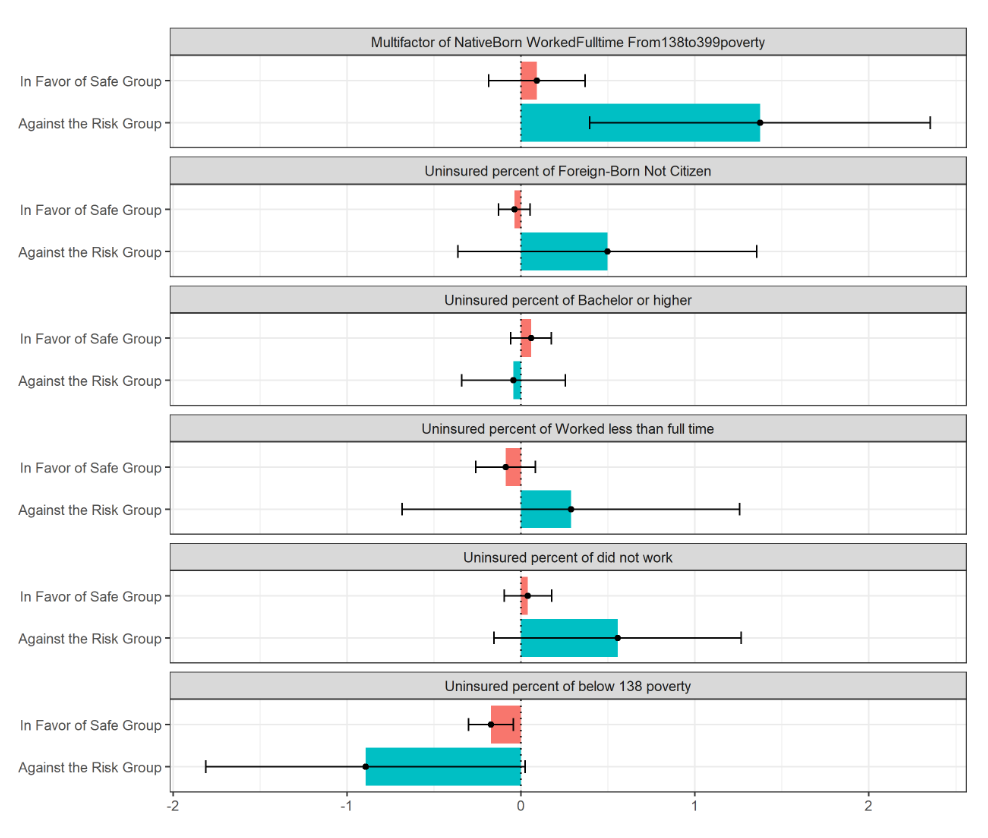 Multifactor of NativeBorn WorkedFulltime From138to399poverty
In Favor of Safe Group
Against the Risk Group
Uninsured percent of Foreign-Born Not Citizen
In Favor of Safe Group
Against the Risk Group
Uninsured percent of Bachelor or higher
In Favor of Safe Group
Against the Risk Group
Uninsured percent of Worked less than full time
In Favor of Safe Group
Against the Risk Group
Uninsured percent of did not work
In Favor of Safe Group
Against the Risk Group
Uninsured percent of below 138 poverty
In Favor of Safe Group
Against the Risk Group
-2 -1 0 1 2